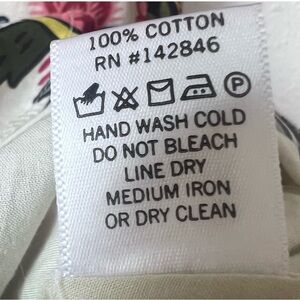 100% COTTON
RN #142846
P
HAND WASH COLD
DO NOT BLEACH
LINE DRY
MEDIUM IRON
OR DRY CLEAN